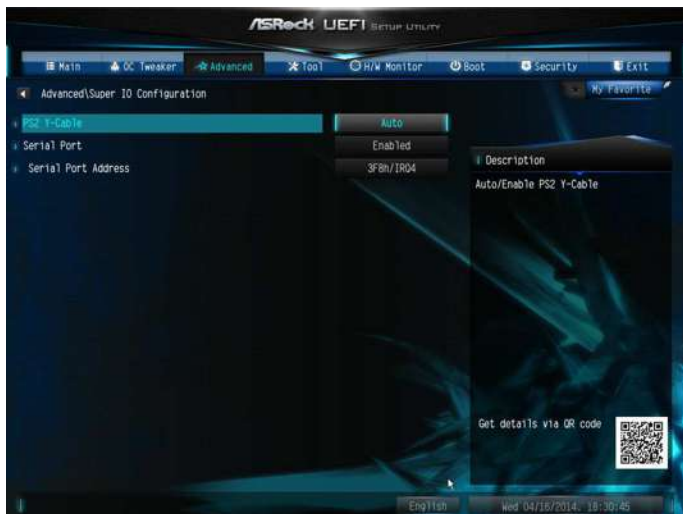 ASRock UEFI SETUP UTILITY
Main OC Tweaker Advanced Tool H/W Monitor Boot Security Exit
My Favorite
Advanced\Super IO Configuration
PS2 Y-Cable Auto
Serial Port Enabled
Serial Port Address 3F8h/IRQ4
Description
Auto/Enable PS2 Y-Cable
Get details via QR code
English Wed 04/16/2014. 18:30:45